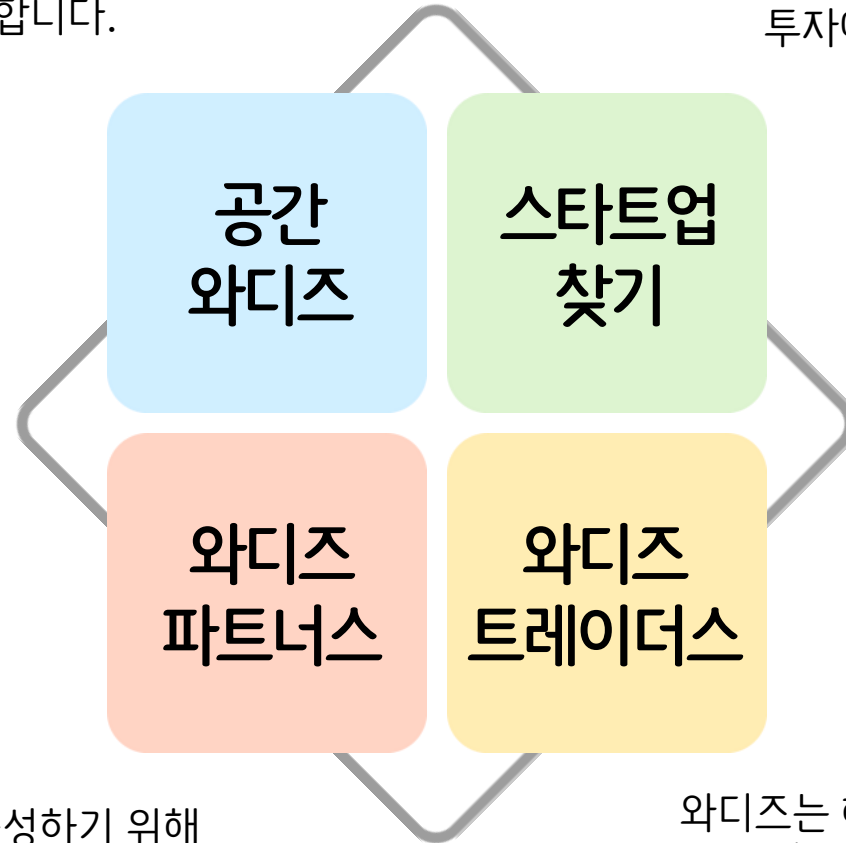 합니다.
공간
와디즈
스타트업
찾기
와디즈
파트너스
와디즈
트레이더스
성하기 위해
와디즈는